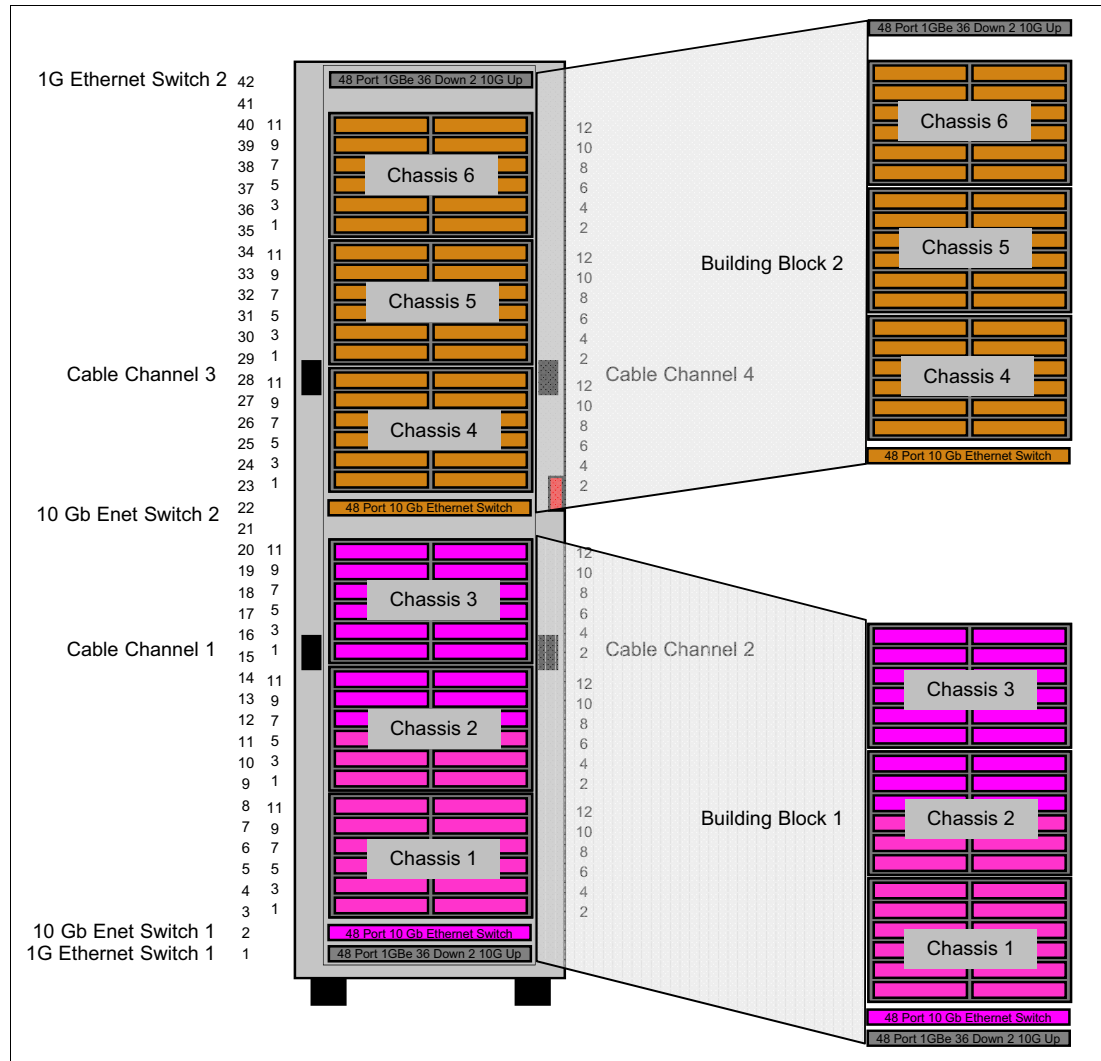 48 Port 1GBe 36 Down 2 10G Up
1G Ethernet Switch 2 42 48 Port 1GBe 36 Down 2 10G Up
41
40 11 12
39 9 10
38 7 Chassis 6 8 Chassis 6
37 5 6
36 3 4
35 1 2
34 11 12
33 9 10
32 7 Chassis 5 8 Building Block 2 Chassis 5
31 5 6
30 3 4
29 1 2
Cable Channel 3 28 11 12 Cable Channel 4 Chassis 4
27 9 10
26 7 Chassis 4 8
25 5 6
24 3 4 48 Port 10 Gb Ethernet Switch
23 1 2
10 Gb Enet Switch 2 22 48 Port 10 Gb Ethernet Switch
21
20 11 12
19 9 10
18 7 Chassis 3 8
17 5 6
16 3 4
Cable Channel 1 15 1 2 Cable Channel 2
14 11 12 Chassis 3
13 9 10
12 7 Chassis 2 8
11 5 6
10 3 4
9 1 2
8 11 12 Building Block 1 Chassis 2
7 9 10
6 7 Chassis 1 8
5 5 6
4 3 4
3 1 2
10 Gb Enet Switch 1 2 48 Port 10 Gb Ethernet Switch Chassis 1
1G Ethernet Switch 1 1 48 Port 1GBe 36 Down 2 10G Up
48 Port 10 Gb Ethernet Switch
48 Port 1GBe 36 Down 2 10G Up